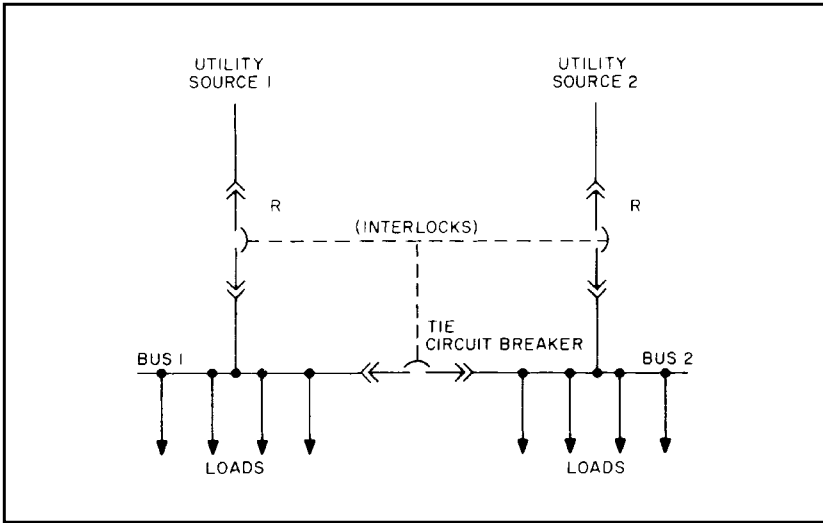 UTILITY
SOURCE 1
UTILITY
SOURCE 2
R
R
(INTERLOCKS)
TIE
CIRCUIT BREAKER
BUS 1
BUS 2
LOADS
LOADS